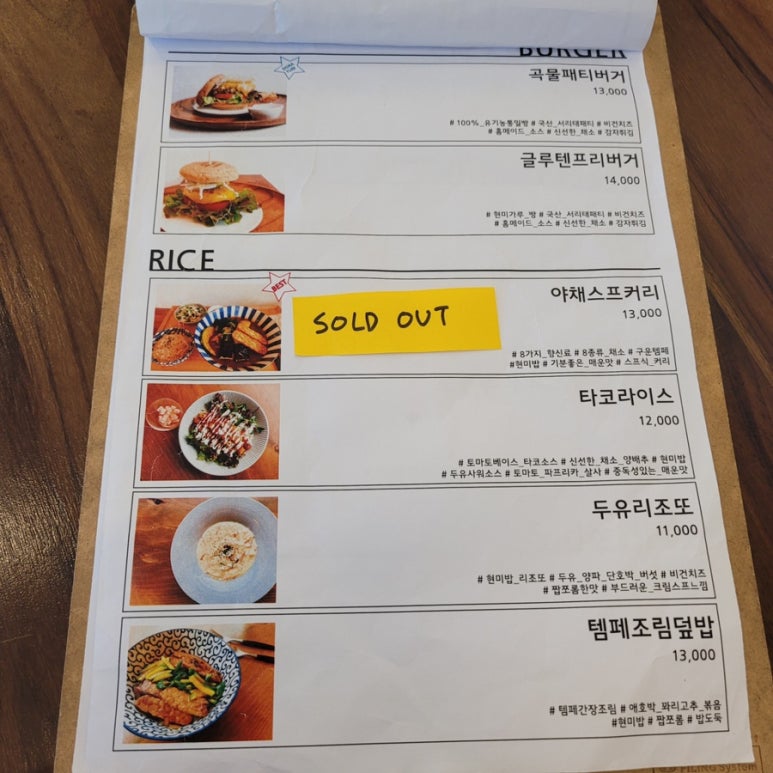 BURGER
곡물패티버거
13,000
# 100%_유기농통밀빵 # 국산_서리태패티 # 비건치즈
# 홈메이드_소스 # 신선한_채소 # 감자튀김
글루텐프리버거
14,000
# 현미가루_빵 # 국산_서리태패티 # 비건치즈
# 홈메이드_소스 # 신선한_채소 # 감자튀김
RICE
BEST
야채스프커리
13,000
SOLD OUT
# 8가지_향신료 # 8종류_채소 # 구운템페
#현미밥 # 기분좋은_매운맛 # 스프식_커리
타코라이스
12,000
# 토마토베이스_타코소스 # 신선한_채소_양배추 # 현미밥
# 두유사워소스 # 토마토_파프리카_살사 # 중독성있는_매운맛
두유리조또
11,000
# 현미밥_리조또 # 두유_양파_단호박_버섯 # 비건치즈
# 짭쪼롬한맛 # 부드러운_크림스프느낌
템페조림덮밥
13,000
# 템페간장조림 # 애호박_꽈리고추_볶음
#현미밥 # 짭쪼롬 # 밥도둑